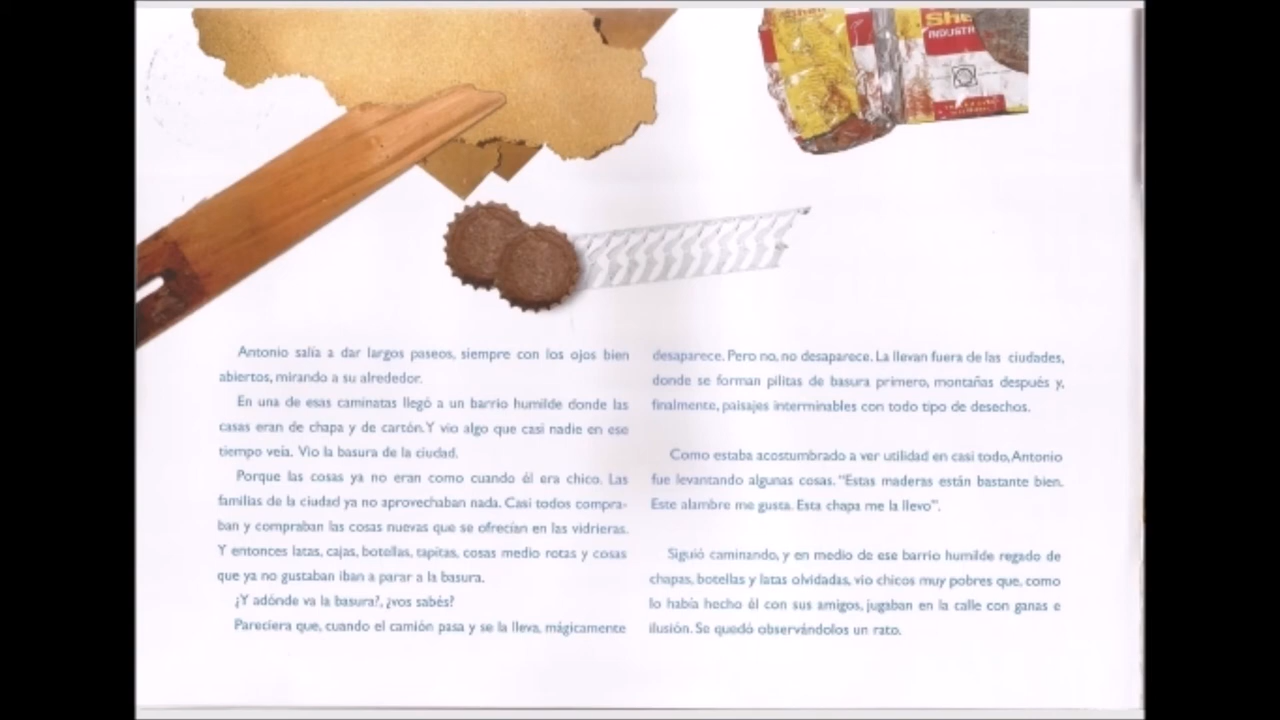 Shell
She
INDUSTR
Antonio salía a dar largos paseos, siempre con los ojos bien
abiertos, mirando a su alrededor.
En una de esas caminatas llegó a un barrio humilde donde las
casas eran de chapa y de cartón. Y vio algo que casi nadie en ese
tiempo veía. Vio la basura de la ciudad.
Porque las cosas ya no eran como cuando él era chico. Las
familias de la ciudad ya no aprovechaban nada. Casi todos compra-
ban y compraban las cosas nuevas que se ofrecían en las vidrieras.
Y entonces latas, cajas, botellas, tapitas, cosas medio rotas y cosas
que ya no gustaban iban a parar a la basura.
¿Y adónde va la basura?, ¿vos sabés?
Pareciera que, cuando el camión pasa y se la lleva, mágicamente
desaparece. Pero no, no desaparece. La llevan fuera de las ciudades,
donde se forman pilitas de basura primero, montañas después y,
finalmente, paisajes interminables con todo tipo de desechos.
Como estaba acostumbrado a ver utilidad en casi todo, Antonio
fue levantando algunas cosas. "Estas maderas están bastante bien.
Este alambre me gusta. Esta chapa me la llevo".
Siguió caminando, y en medio de ese barrio humilde regado de
chapas, botellas y latas olvidadas, vio chicos muy pobres que, como
lo había hecho él con sus amigos, jugaban en la calle con ganas e
ilusión. Se quedó observándolos un rato.